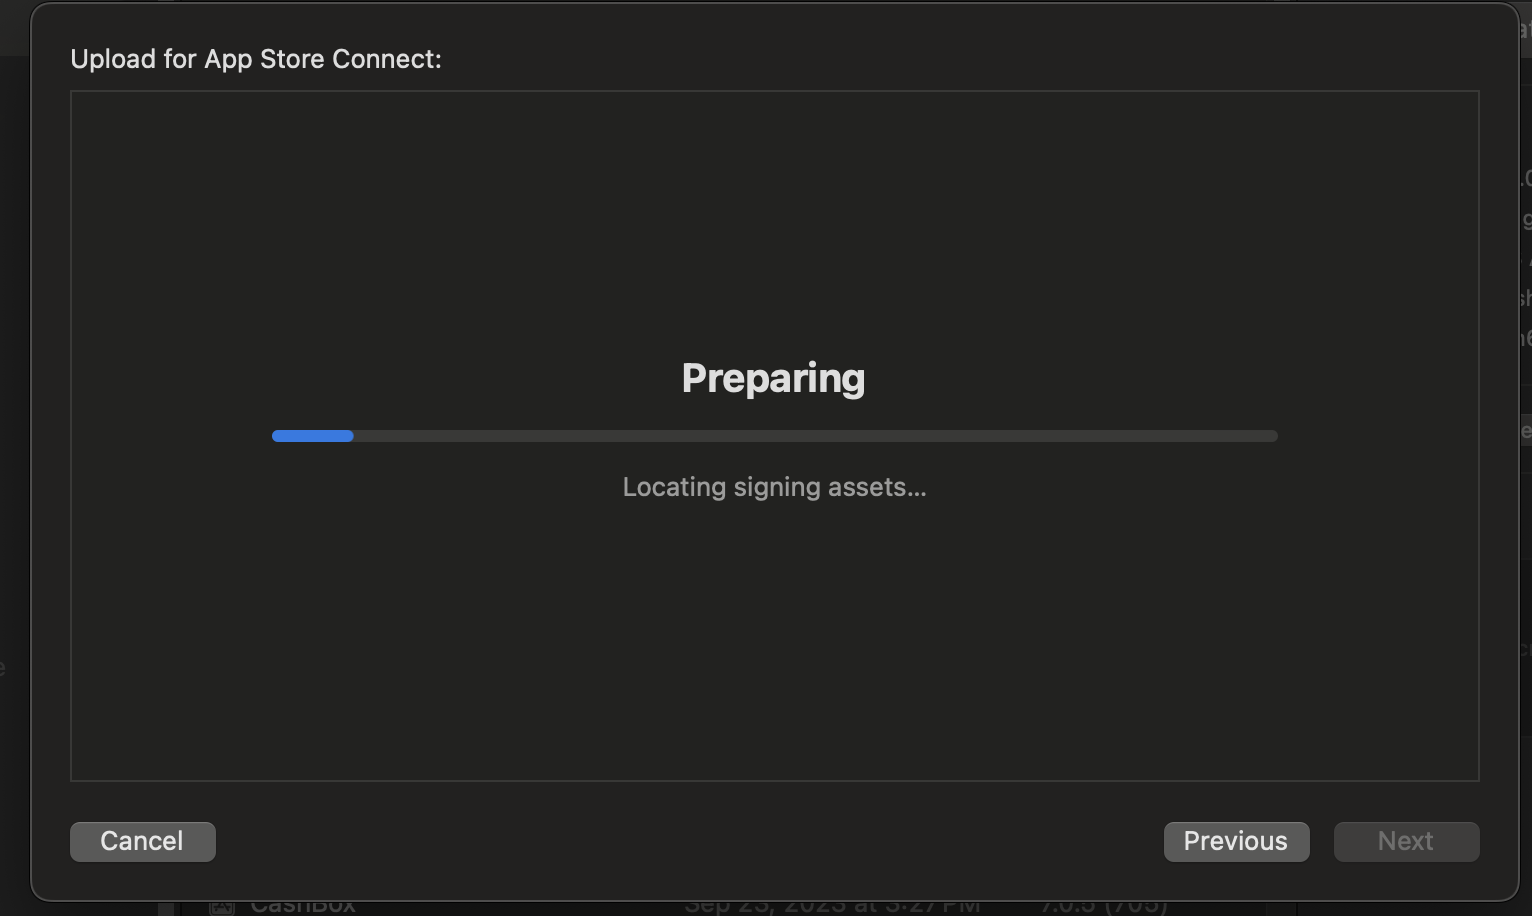 Upload for App Store Connect:
Preparing
Locating signing assets...
Cancel
Previous
Next
CashBox
Sep 23, 2023 at 3:27 PM
7.0.5 (705)